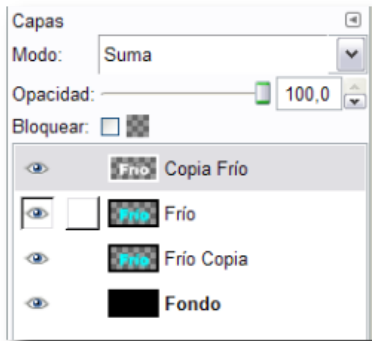 Capas
Modo: Suma
Opacidad: 100,0
Bloquear:
Frío Copia Frío
Frío Frío
Frío Frío Copia
Fondo